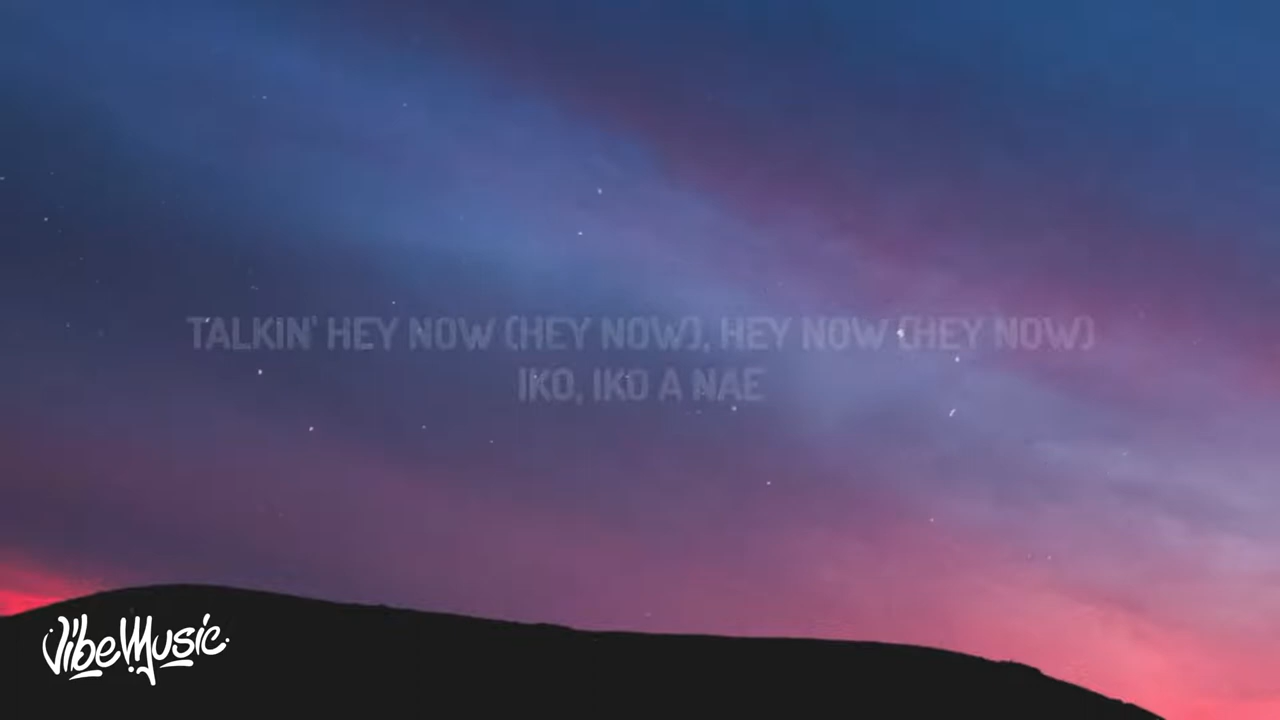 TALKIN' HEY NOW (HEY NOW), HEY NOW (HEY NOW)
IKO, IKO A NAE
VibeMusic